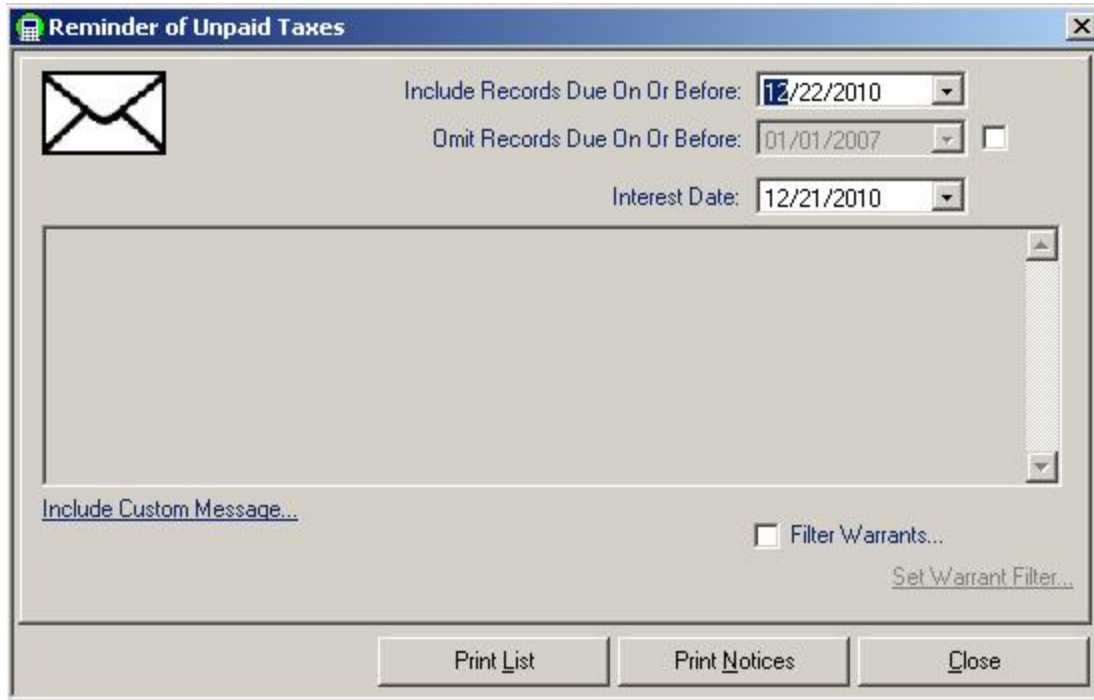 Reminder of Unpaid Taxes
Include Records Due On Or Before: 12/22/2010
Omit Records Due On Or Before: 01/01/2007
Interest Date: 12/21/2010
Include Custom Message...
Filter Warrants...
Set Warrant Filter...
Print List Print Notices Close